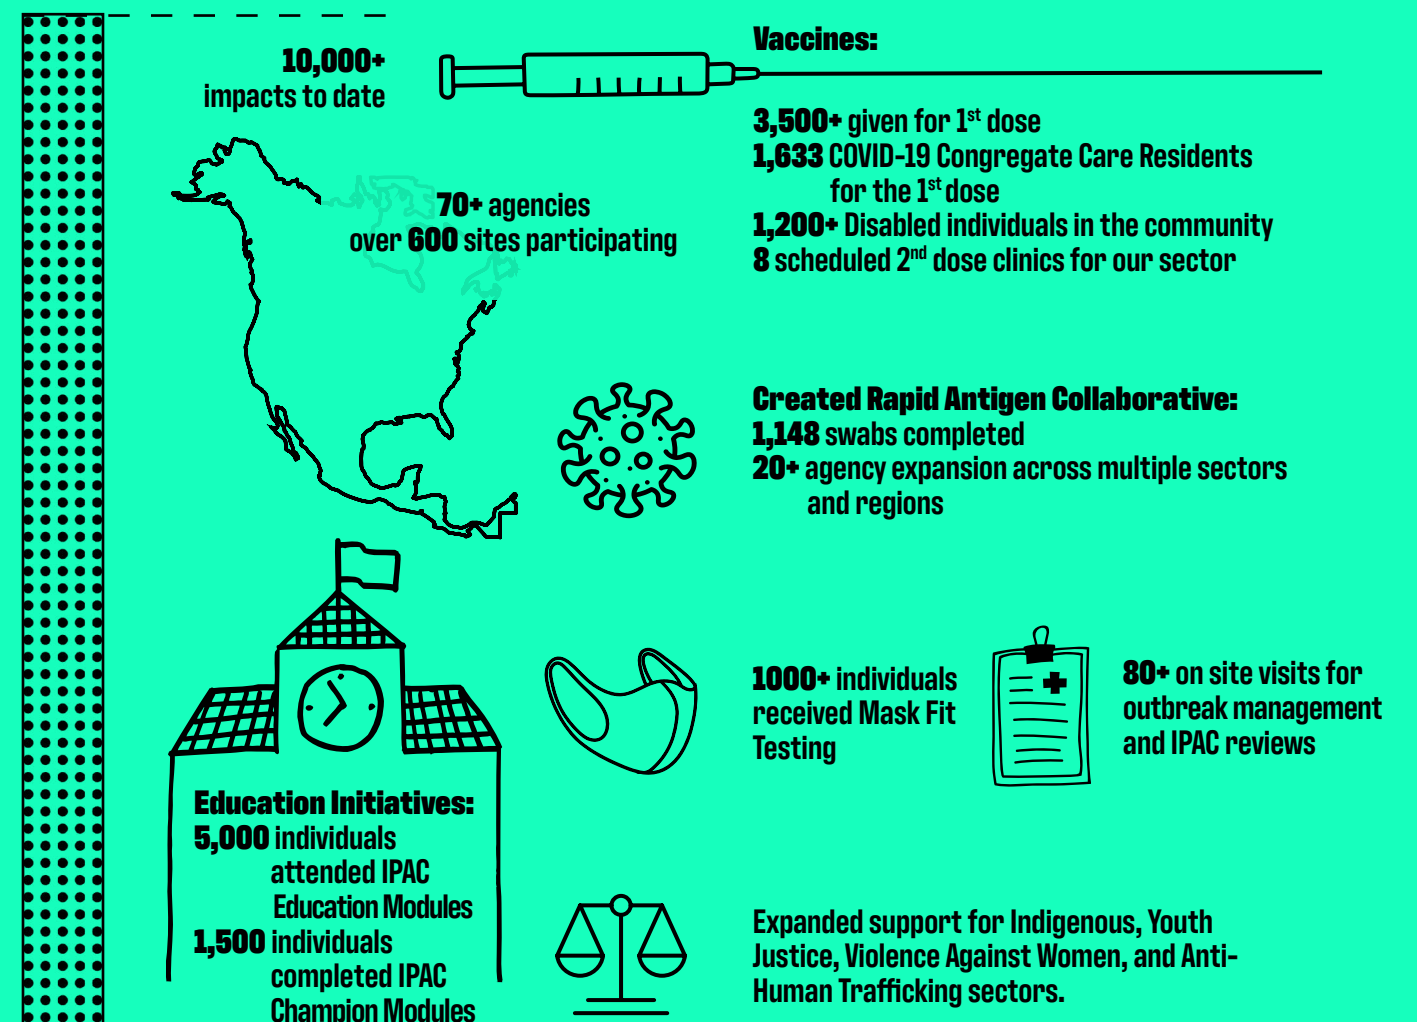 10,000+
impacts to date
70+ agencies
over 600 sites participating
Vaccines:
3,500+ given for 1st dose
1,633 COVID-19 Congregate Care Residents
for the 1st dose
1,200+ Disabled individuals in the community
8 scheduled 2nd dose clinics for our sector
Created Rapid Antigen Collaborative:
1,148 swabs completed
20+ agency expansion across multiple sectors
and regions
1000+ individuals
received Mask Fit
Testing
80+ on site visits for
outbreak management
and IPAC reviews
Education Initiatives:
5,000 individuals
attended IPAC
Education Modules
1,500 individuals
completed IPAC
Champion Modules
Expanded support for Indigenous, Youth
Justice, Violence Against Women, and Anti-
Human Trafficking sectors.